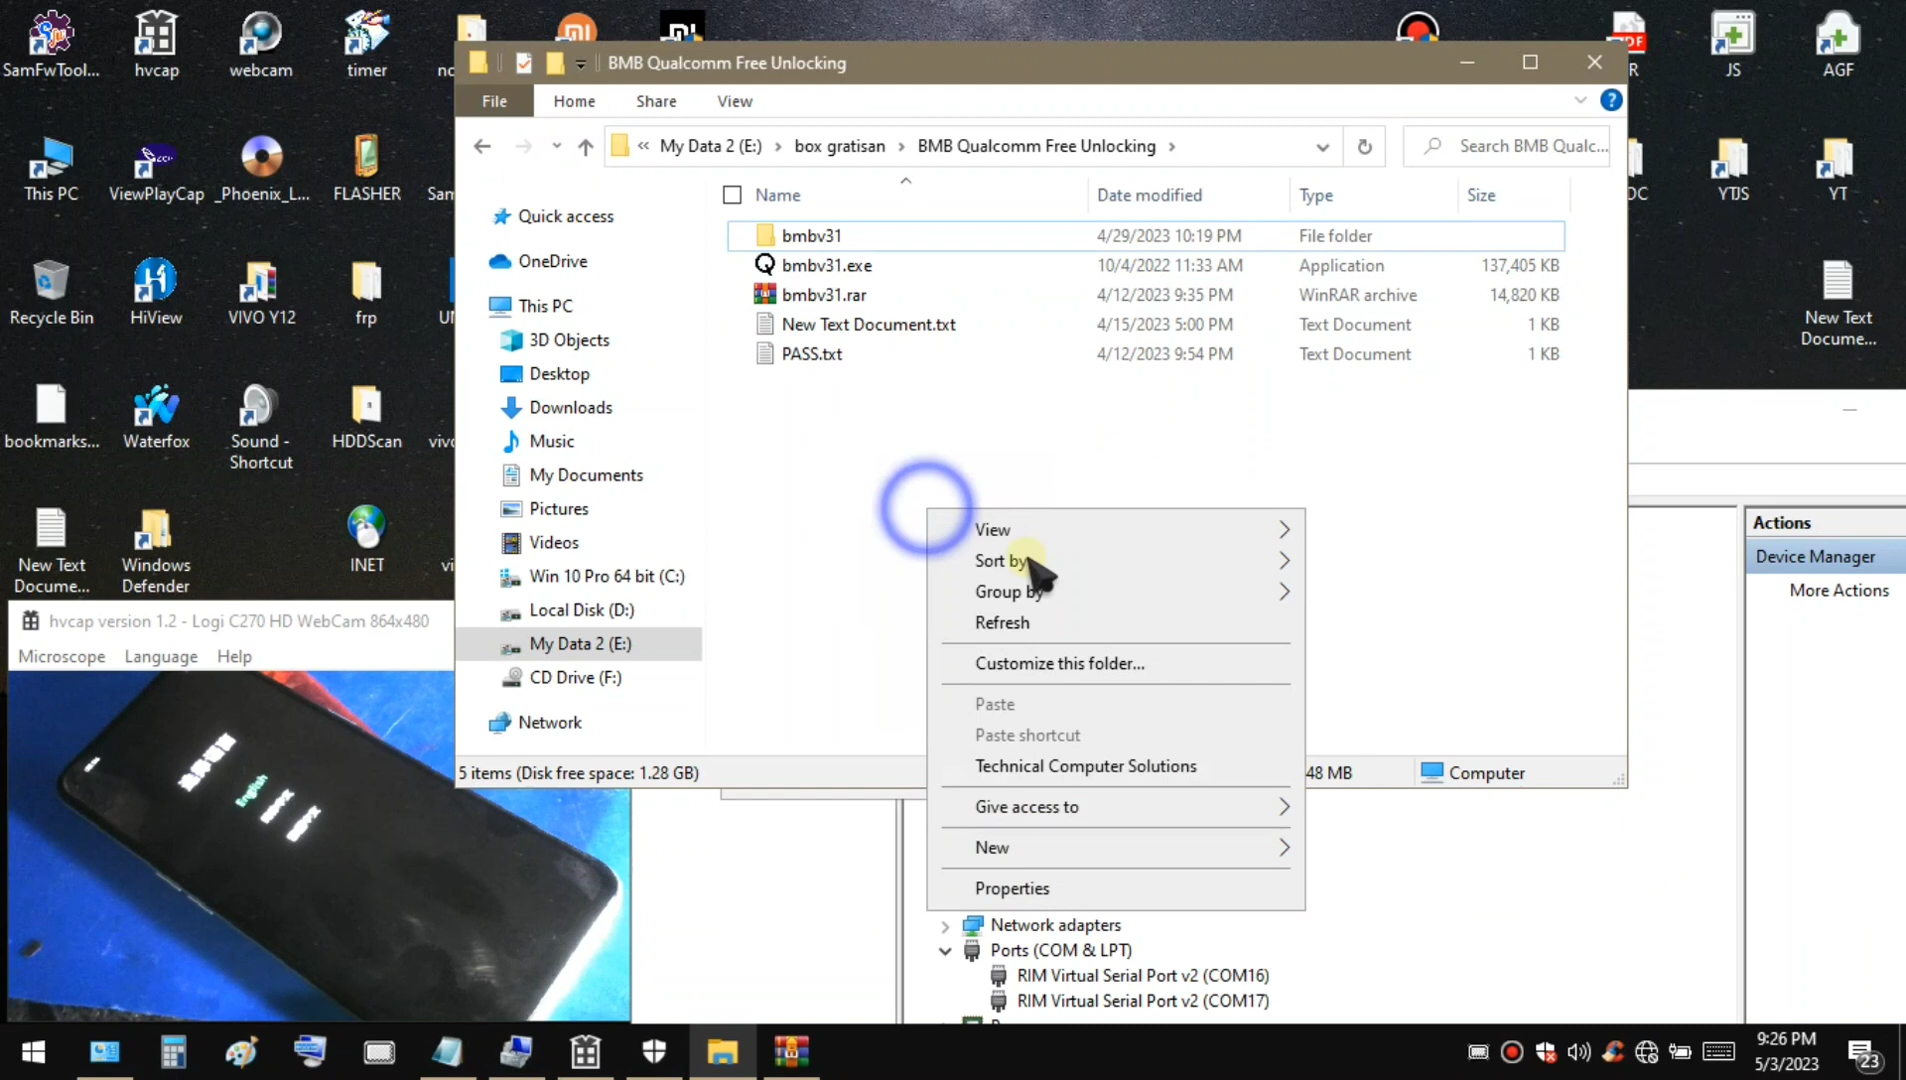 SamFwTool...
hvcap
webcam
timer
JS
AGF
BMB Qualcomm Free Unlocking
File
Home
Share
View
« My Data 2 (E:) › box gratisan › BMB Qualcomm Free Unlocking ›
Search BMB Qualc...
This PC
ViewPlayCap
_Phoenix_L...
FLASHER
YTJS
YT
Name
Date modified
Type
Size
Quick access
OneDrive
This PC
3D Objects
Desktop
Downloads
Music
My Documents
Pictures
Videos
Win 10 Pro 64 bit (C:)
Local Disk (D:)
My Data 2 (E:)
CD Drive (F:)
Network
bmbv31
4/29/2023 10:19 PM
File folder
bmbv31.exe
10/4/2022 11:33 AM
Application
137,405 KB
bmbv31.rar
4/12/2023 9:35 PM
WinRAR archive
14,820 KB
New Text Document.txt
4/15/2023 5:00 PM
Text Document
1 KB
PASS.txt
4/12/2023 9:54 PM
Text Document
1 KB
Recycle Bin
HiView
VIVO Y12
frp
New Text
Docume...
bookmarks...
Waterfox
Sound -
Shortcut
HDDScan
New Text
Docume...
Windows
Defender
INET
View
Sort by
Group by
Refresh
Customize this folder...
Paste
Paste shortcut
Technical Computer Solutions
Give access to
New
Properties
5 items (Disk free space: 1.28 GB)
48 MB
Computer
Actions
Device Manager
More Actions
hvcap version 1.2 - Logi C270 HD WebCam 864x480
Microscope
Language
Help
English
Network adapters
Ports (COM & LPT)
RIM Virtual Serial Port v2 (COM16)
RIM Virtual Serial Port v2 (COM17)
9:26 PM
5/3/2023
23